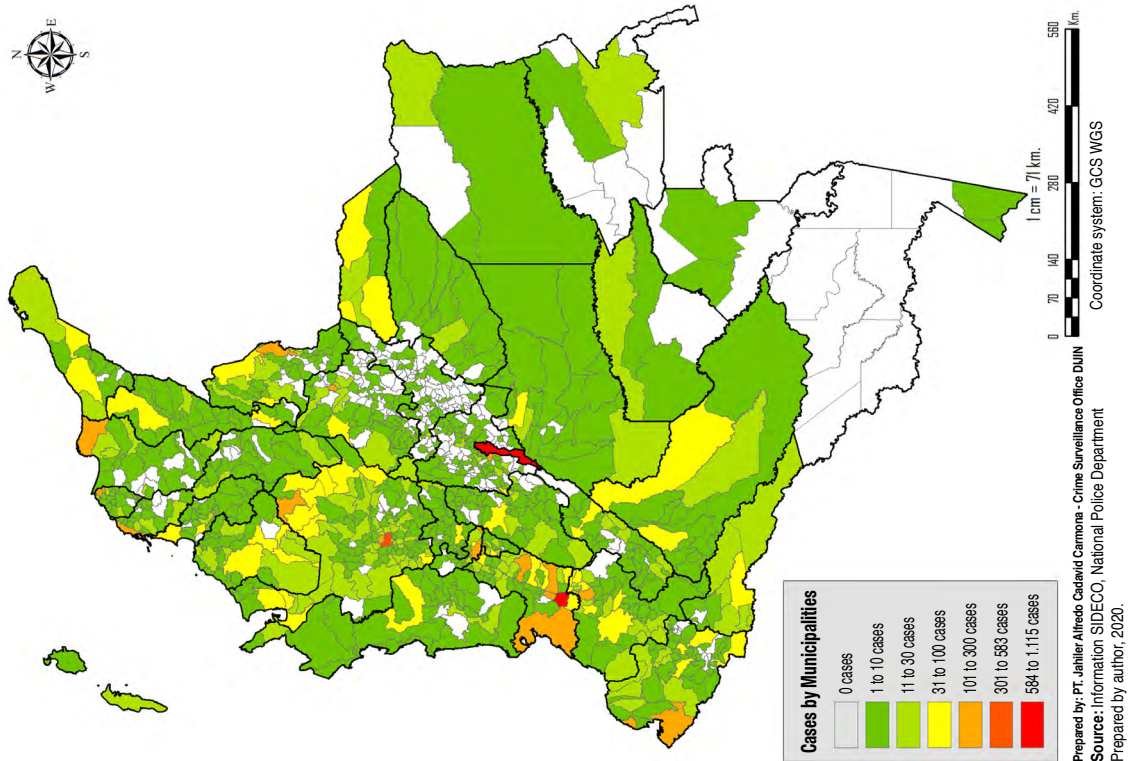 N
W E
S
Cases by Municipalities
0 cases
1 to 10 cases
11 to 30 cases
31 to 100 cases
101 to 300 cases
301 to 583 cases
584 to 1.115 cases
1 cm = 71 km.
0 70 140 280 420 560
Km.
Coordinate system: GCS WGS
Prepared by: PT. Jahiler Alfredo Cadavid Carmona - Crime Surveillance Office DIJIN
Source: Information SIDECO, National Police Department
Prepared by author, 2020.